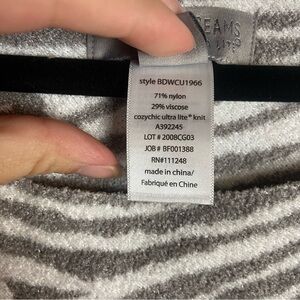 EAMS
style BDWCU1966
71% nylon
29% viscose
cozychic ultra lite® knit
A392245
LOT # 2008CG03
JOB # BF001388
RN#111248
made in china/
Fabriqué en Chine